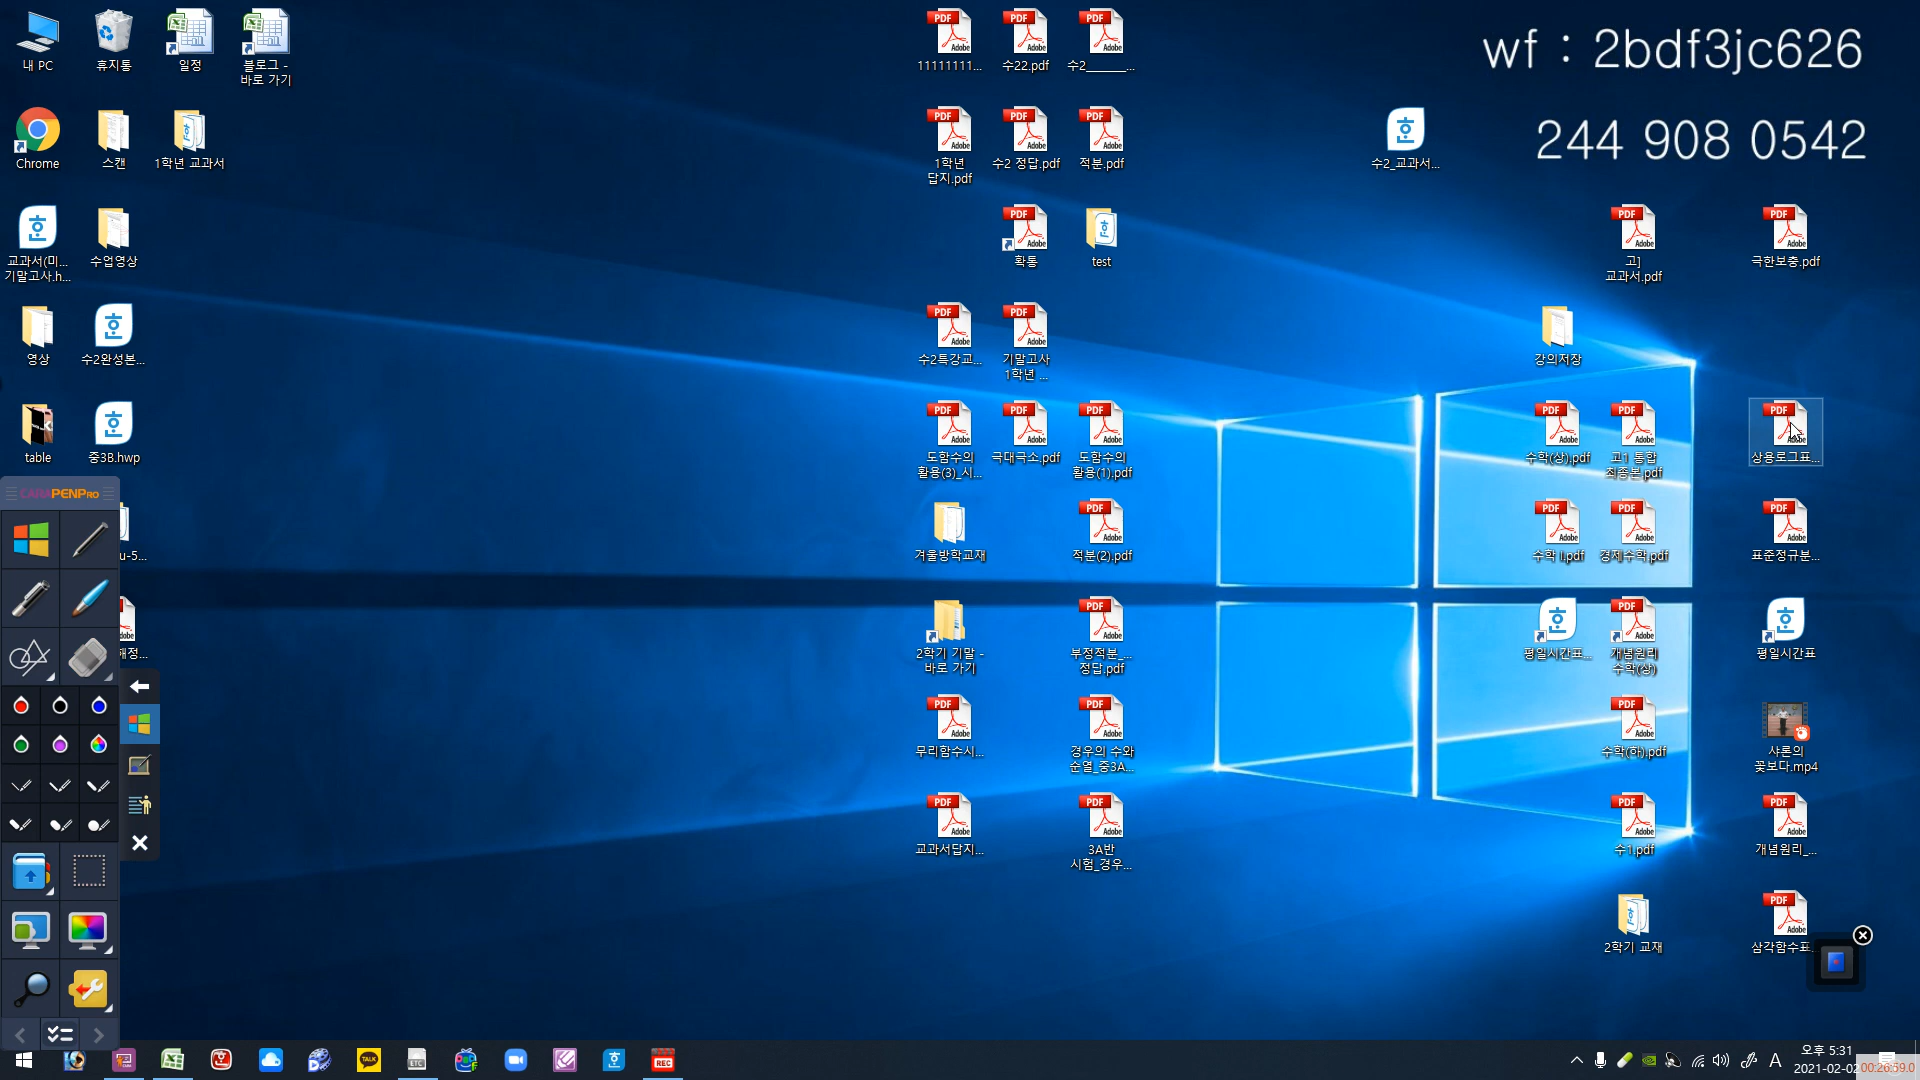 wf : 2bdf3jc626
244 908 0542
내 PC
휴지통
일정
블로그 -
바로 가기
11111111...
수22.pdf
수2______...
Chrome
스캔
1학년 교과서
1학년
답지.pdf
수2 정답.pdf
적분.pdf
수2_교과서...
교과서(미...
기말고사.h...
수업영상
확통
test
고]
교과서.pdf
극한보충.pdf
영상
수2완성본...
수2특강교...
기말고사
1학년 ...
강의저장
table
중3B.hwp
도함수의
활용(3)_시...
극대극소.pdf
도함수의
활용(1).pdf
수학(상).pdf
고1 통합
최종본.pdf
상용로그표...
CARAPENPRO
u-5...
겨울방학교재
적분(2).pdf
수학 I.pdf
경제수학.pdf
표준정규분...
해정...
2학기 기말 -
바로 가기
부정적분_...
정답.pdf
평일시간표...
개념원리
수학(상)
평일시간표
무리함수시...
경우의 수와
순열_중3A...
수학(하).pdf
샤론의
꽃보다.mp4
교과서답지...
3A반
시험_경우...
수1.pdf
개념원리_...
2학기 교재
삼각함수표...
TALK
LTC
REC
A
오후 5:31
2021-02-02
00:26:59.0